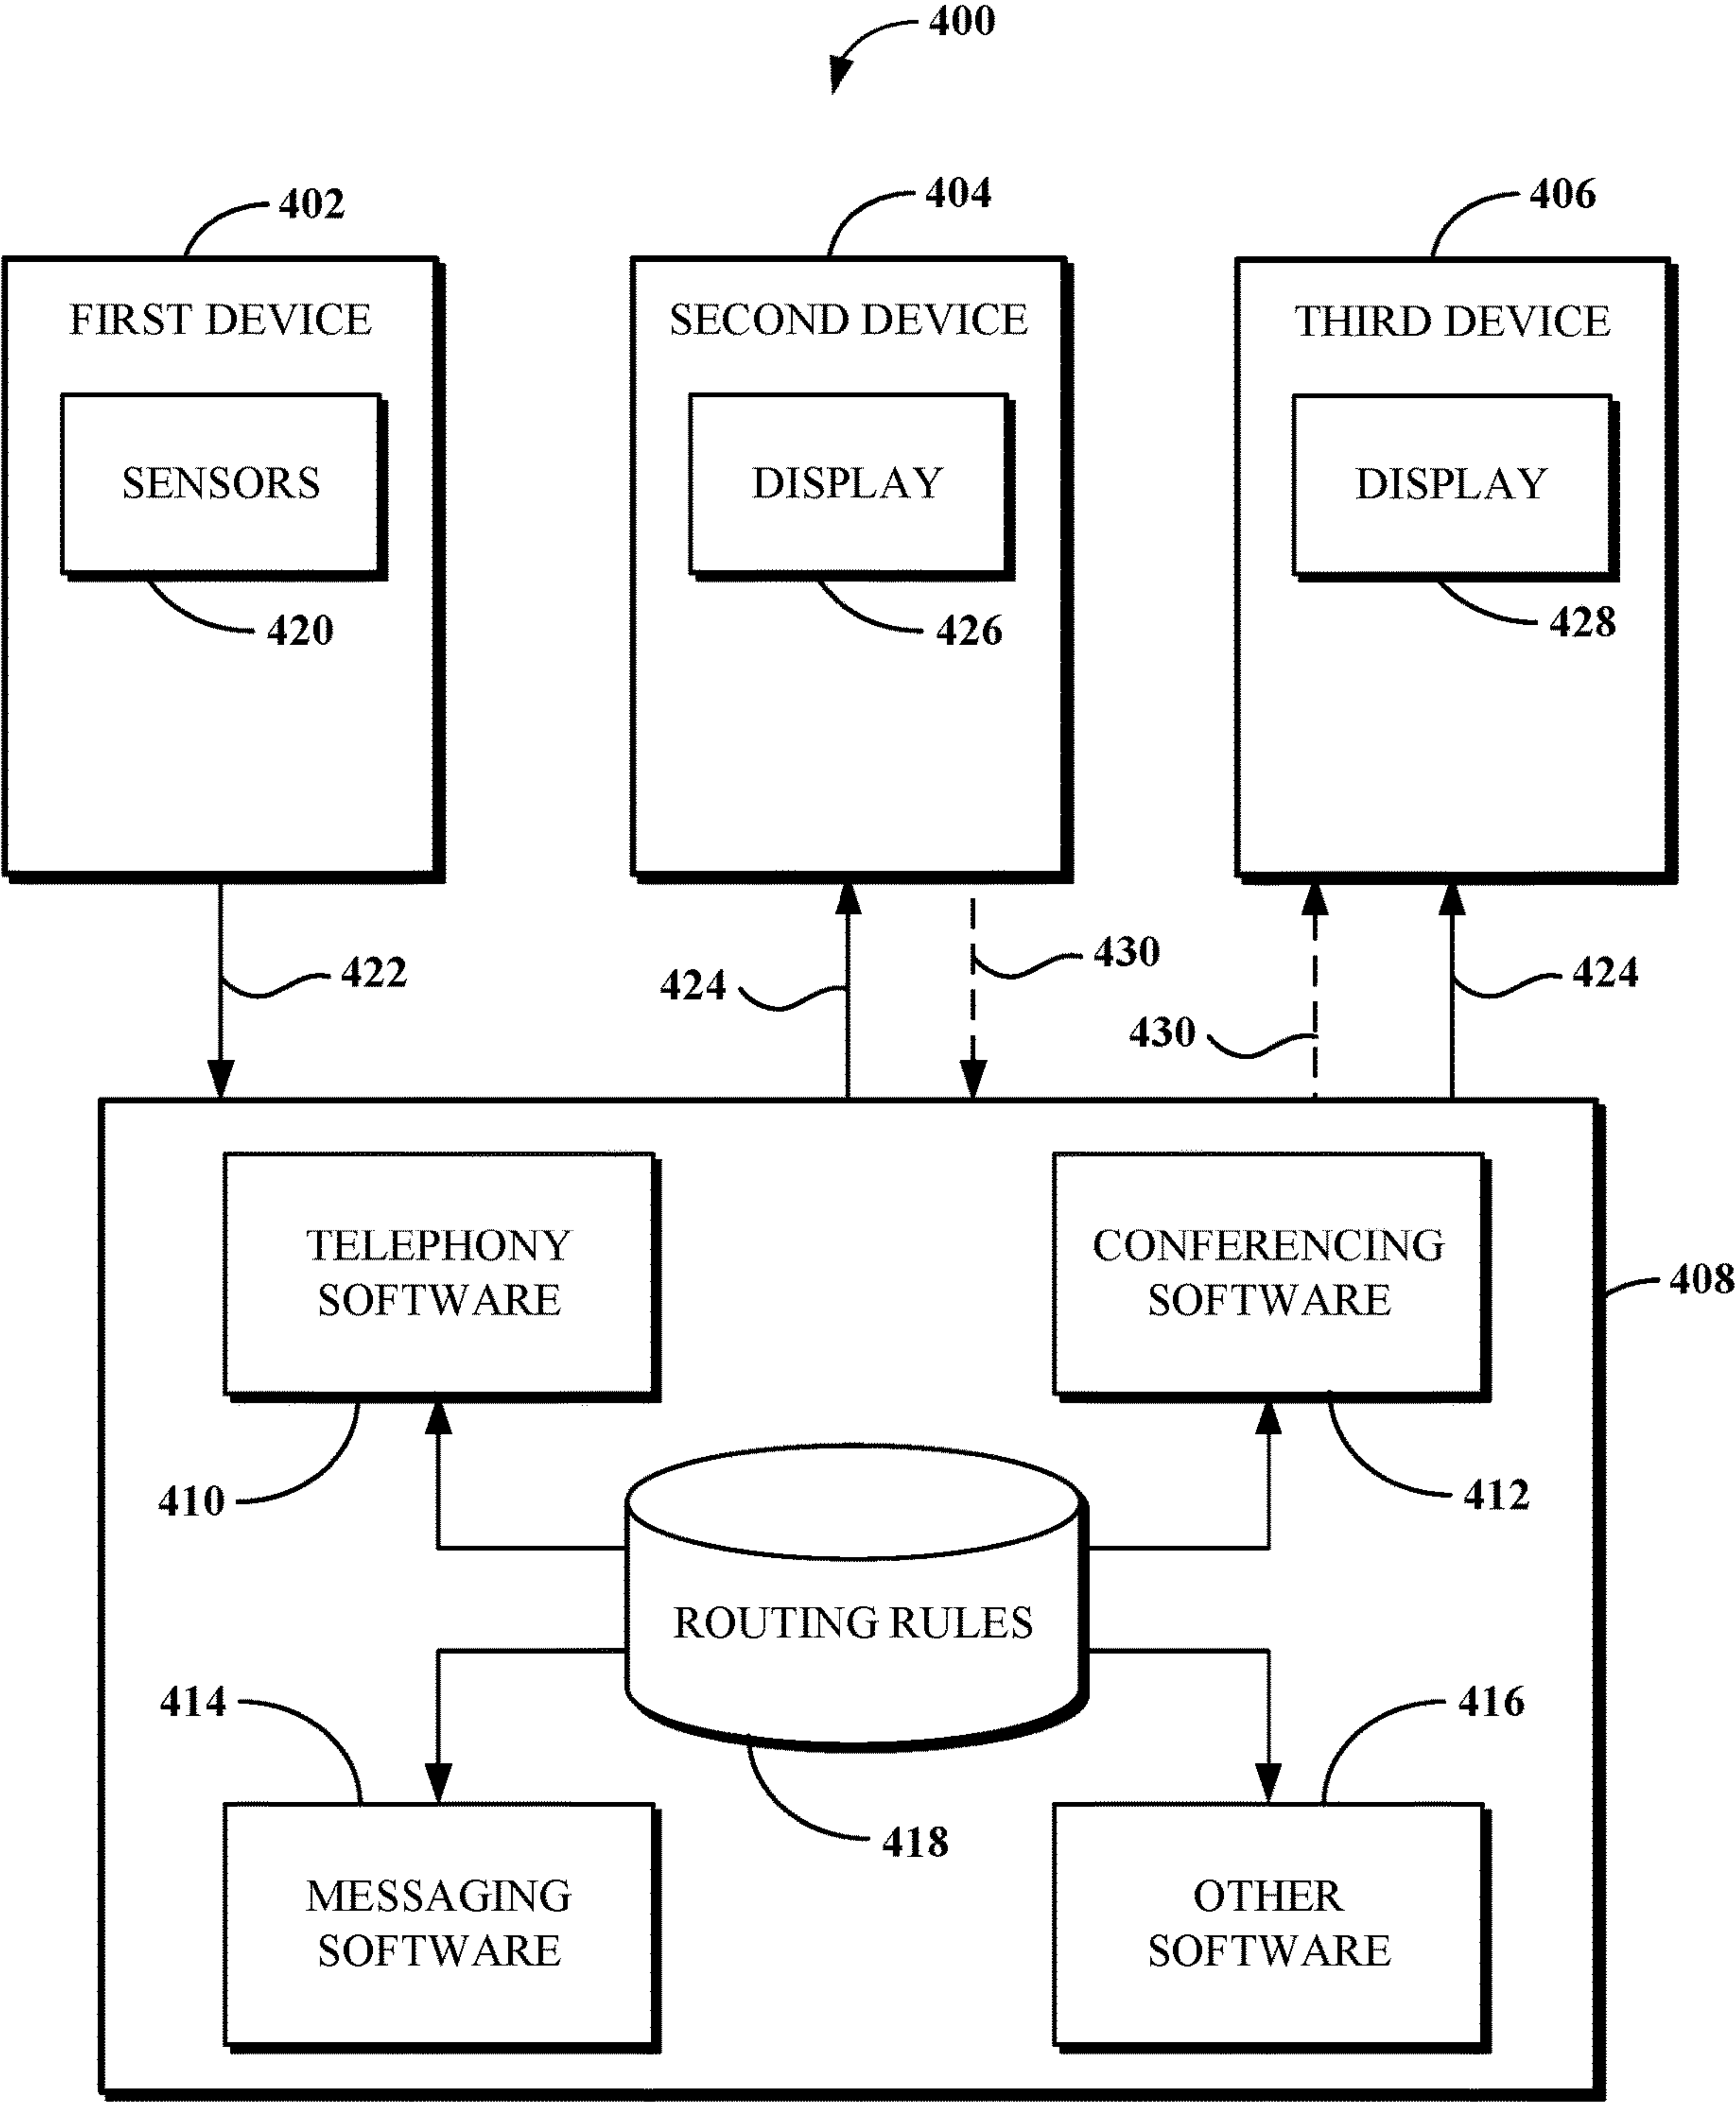 400
402
404
406
FIRST DEVICE
SECOND DEVICE
THIRD DEVICE
SENSORS
DISPLAY
DISPLAY
420
426
428
422
424
430
430
424
TELEPHONY
SOFTWARE
CONFERENCING
SOFTWARE
408
410
412
ROUTING RULES
414
416
418
MESSAGING
SOFTWARE
OTHER
SOFTWARE